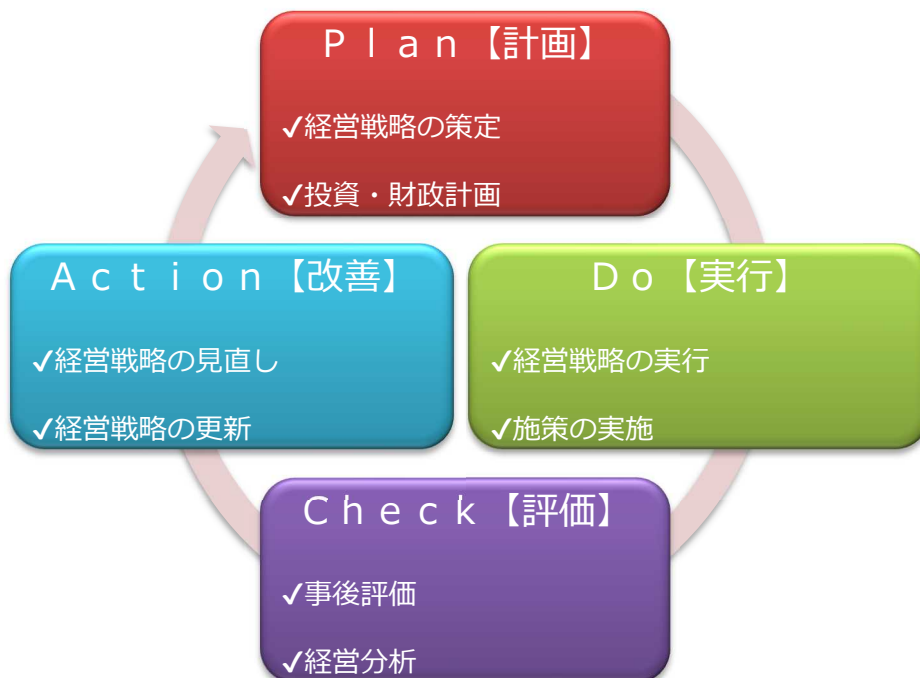 Ｐｌａｎ【計画】
✓経営戦略の策定
✓投資・財政計画
Ａｃｔｉｏｎ【改善】
✓経営戦略の見直し
✓経営戦略の更新
Ｄｏ【実行】
✓経営戦略の実行
✓施策の実施
Ｃｈｅｃｋ【評価】
✓事後評価
✓経営分析